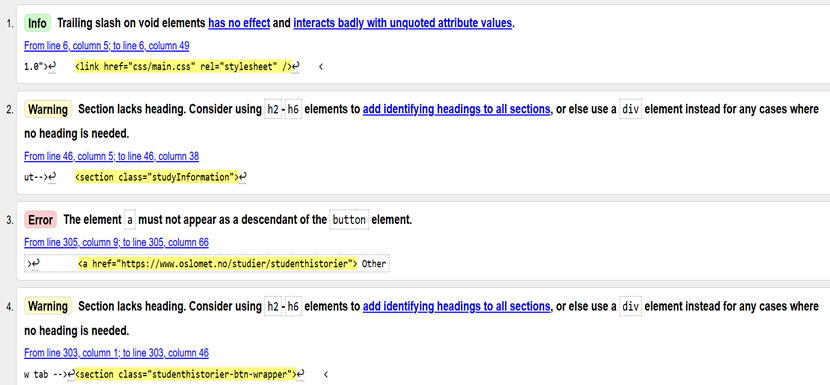 1. Info Trailing slash on void elements has no effect and interacts badly with unquoted attribute values.
From line 6, column 5; to line 6, column 49
1.0">↩ <link href="css/main.css" rel="stylesheet" />↩ <
2. Warning Section lacks heading. Consider using h2-h6 elements to add identifying headings to all sections, or else use a div element instead for any cases where
no heading is needed.
From line 46, column 5; to line 46, column 38
ut-->↩ <section class="studyInformation">↩
3. Error The element a must not appear as a descendant of the button element.
From line 305, column 9; to line 305, column 66
>↩ <a href="https://www.oslomet.no/studier/studenthistorier"> Other
4. Warning Section lacks heading. Consider using h2-h6 elements to add identifying headings to all sections, or else use a div element instead for any cases where
no heading is needed.
From line 303, column 1; to line 303, column 46
w tab -->↩<section class="studenthistorier-btn-wrapper">↩ <